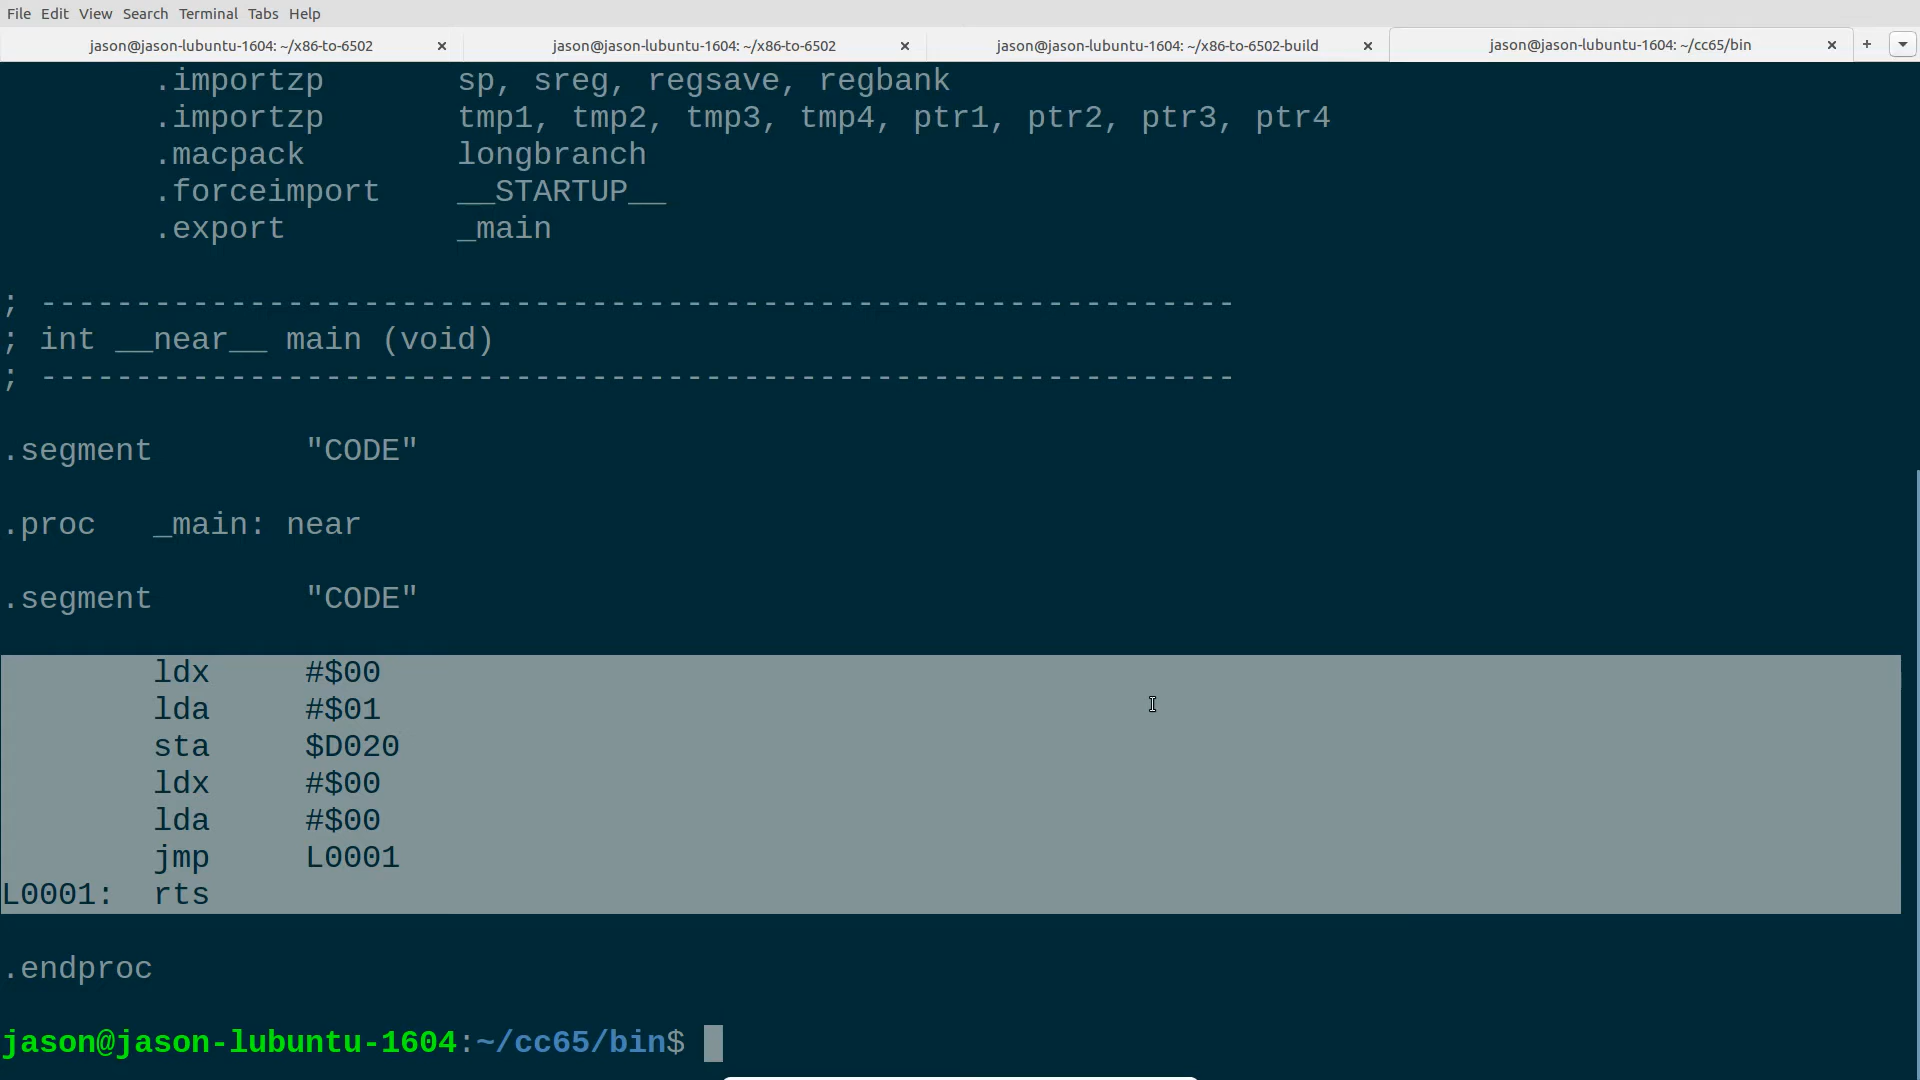 File Edit View Search Terminal Tabs Help
jason@jason-lubuntu-1604: ~/x86-to-6502 × jason@jason-lubuntu-1604: ~/x86-to-6502 × jason@jason-lubuntu-1604: ~/x86-to-6502-build × jason@jason-lubuntu-1604: ~/cc65/bin × +
.importzp sp, sreg, regsave, regbank
.importzp tmp1, tmp2, tmp3, tmp4, ptr1, ptr2, ptr3, ptr4
.macpack longbranch
.forceimport __STARTUP__
.export _main
; ---------------------------------------------------------------
; int __near__ main (void)
; ---------------------------------------------------------------
.segment "CODE"
.proc _main: near
.segment "CODE"
ldx #$00
lda #$01
sta $D020
ldx #$00
lda #$00
jmp L0001
L0001: rts
.endproc
jason@jason-lubuntu-1604:~/cc65/bin$